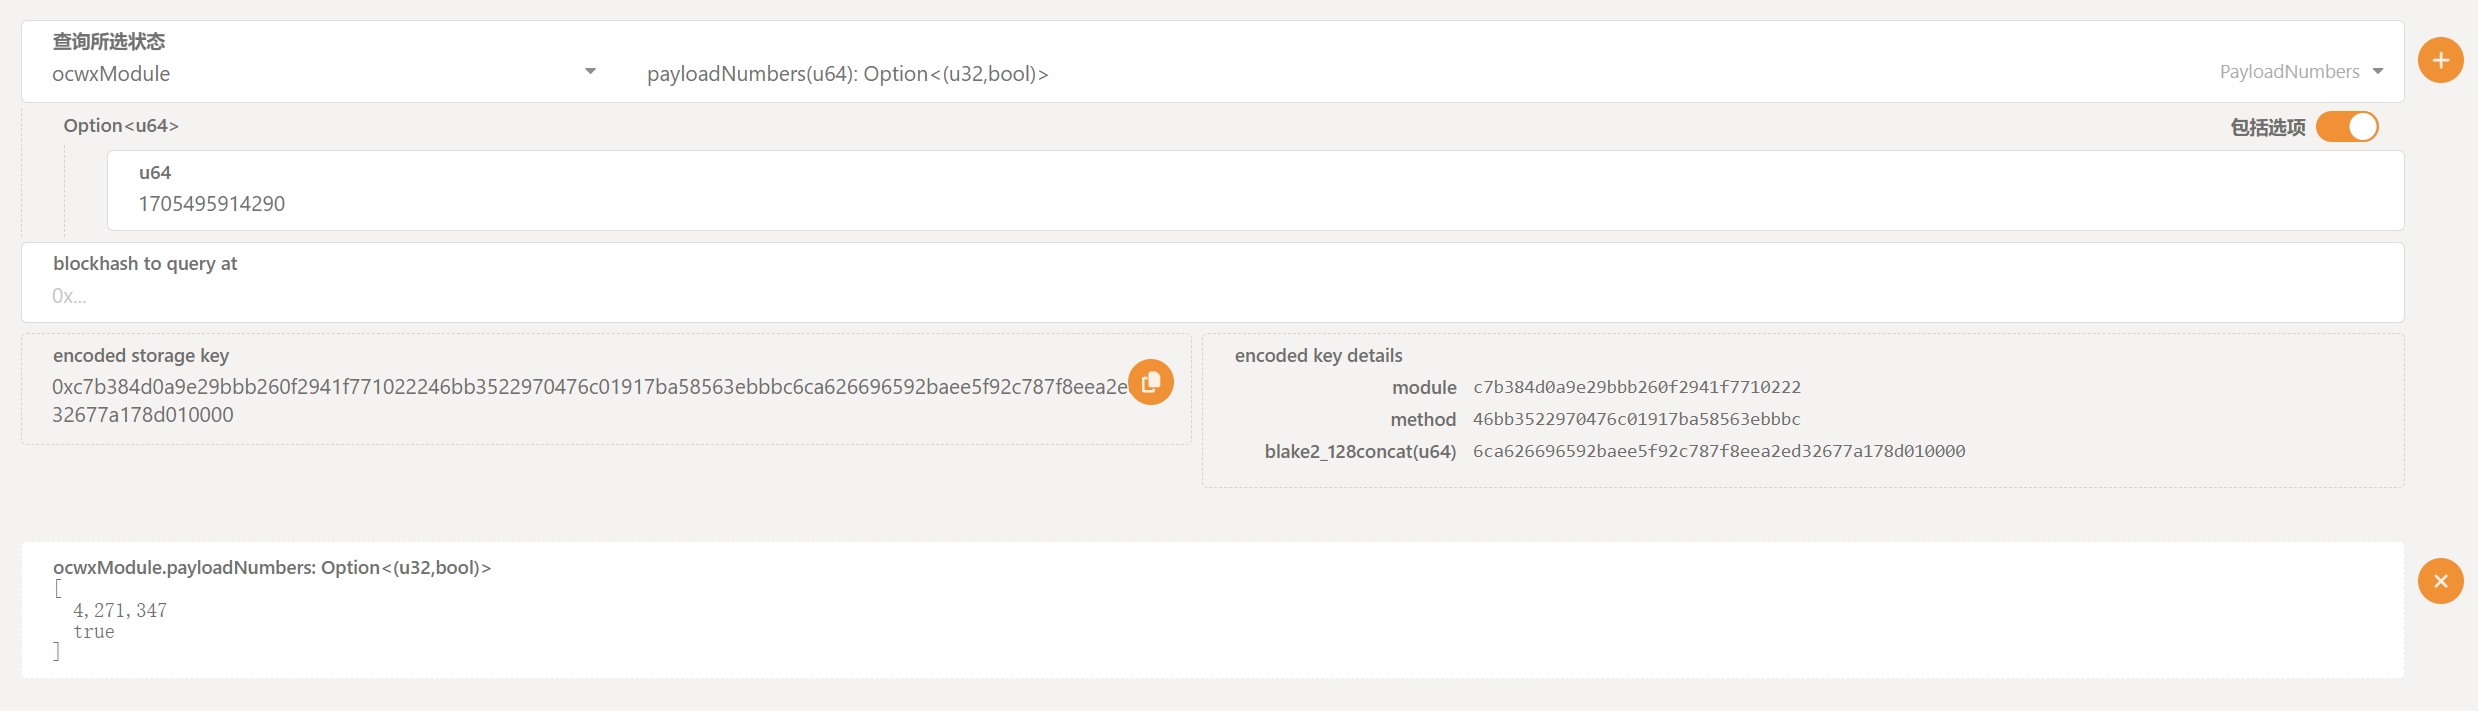 查询所选状态
ocwxModule
payloadNumbers(u64): Option<(u32,bool)>
PayloadNumbers
Option<u64>
包括选项
u64
1705495914290
blockhash to query at
0x...
encoded storage key
0xc7b384d0a9e29bbb260f2941f771022246bb3522970476c01917ba58563ebbbc6ca626696592baee5f92c787f8eea2e
32677a178d010000
encoded key details
module c7b384d0a9e29bbb260f2941f7710222
method 46bb3522970476c01917ba58563ebbbc
blake2_128concat(u64) 6ca626696592baee5f92c787f8eea2ed32677a178d010000
ocwxModule.payloadNumbers: Option<(u32,bool)>
[
4,271,347
true
]